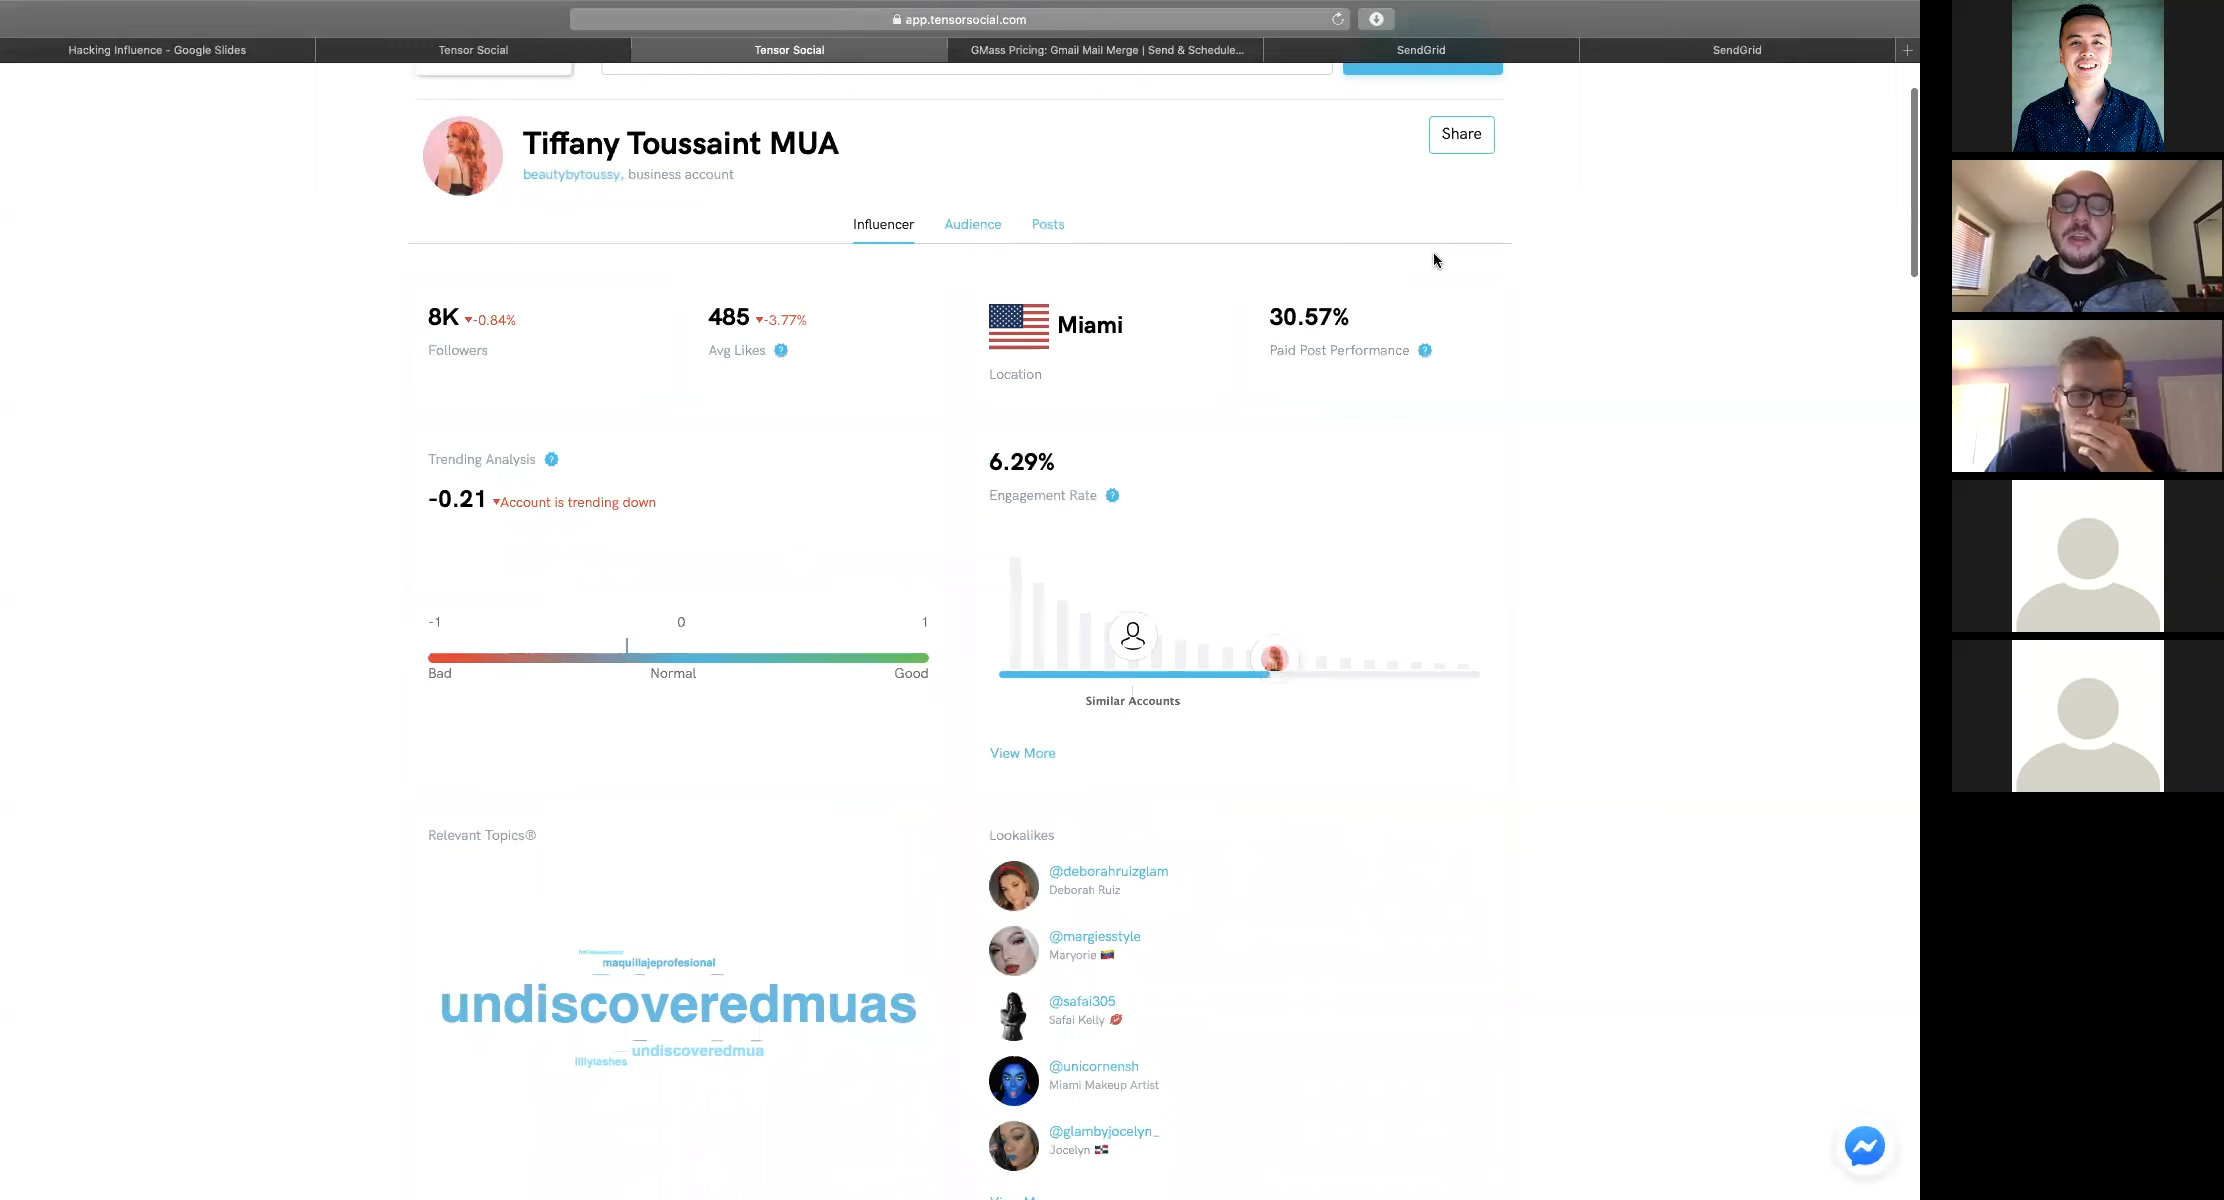 app.tensorsocial.com
Hacking Influence - Google Slides
Tensor Social
Tensor Social
GMass Pricing: Gmail Mail Merge | Send & Schedule...
SendGrid
SendGrid
Tiffany Toussaint MUA
beautybytoussy, business account
Share
Influencer
Audience
Posts
8K -0.84%
Followers
485 -3.77%
Avg Likes ?
Miami
Location
30.57%
Paid Post Performance ?
Trending Analysis ?
-0.21 Account is trending down
-1 0 1
Bad Normal Good
6.29%
Engagement Rate ?
Similar Accounts
View More
Relevant Topics®
maquillajeprofesional
undiscoveredmuas
undiscoveredmua
lillylashes
Lookalikes
@deborahruizglam
Deborah Ruiz
@margiesstyle
Maryorie
@safai305
Safai Kelly
@unicornensh
Miami Makeup Artist
@glambyjocelyn_
Jocelyn